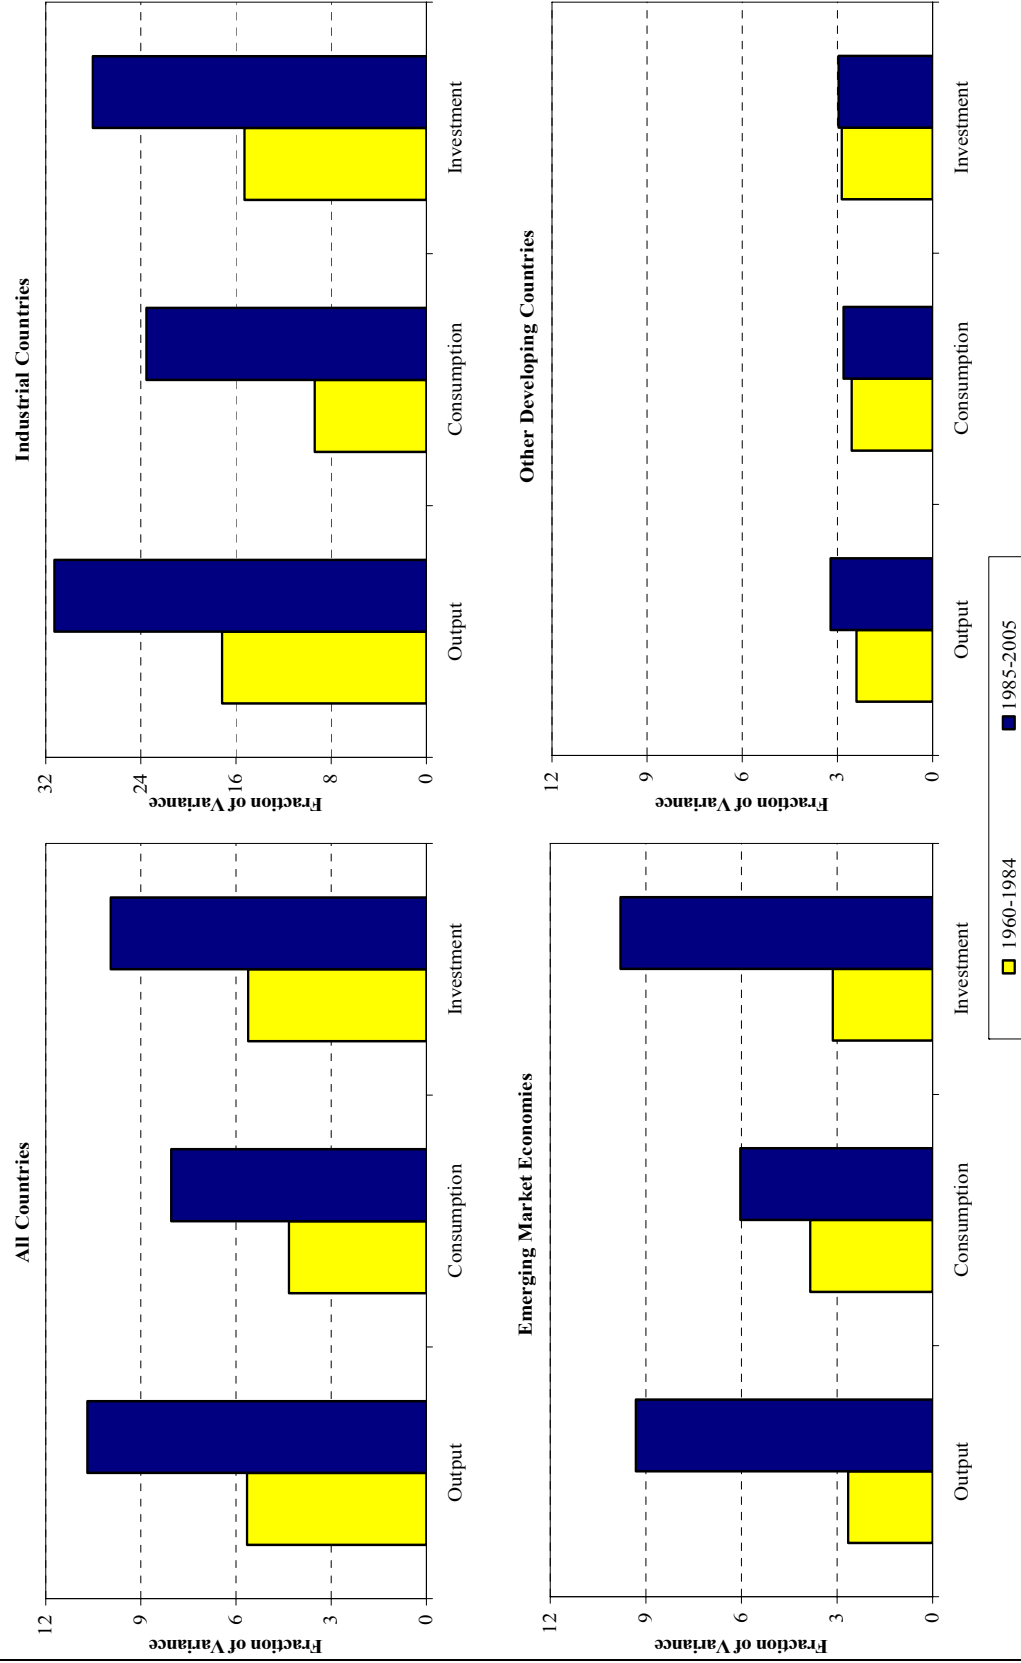 All Countries
Fraction of Variance
12
9
6
3
0
Output Consumption Investment
Industrial Countries
Fraction of Variance
32
24
16
8
0
Output Consumption Investment
Emerging Market Economies
Fraction of Variance
12
9
6
3
0
Output Consumption Investment
Other Developing Countries
Fraction of Variance
12
9
6
3
0
Output Consumption Investment
1960-1984 1985-2005